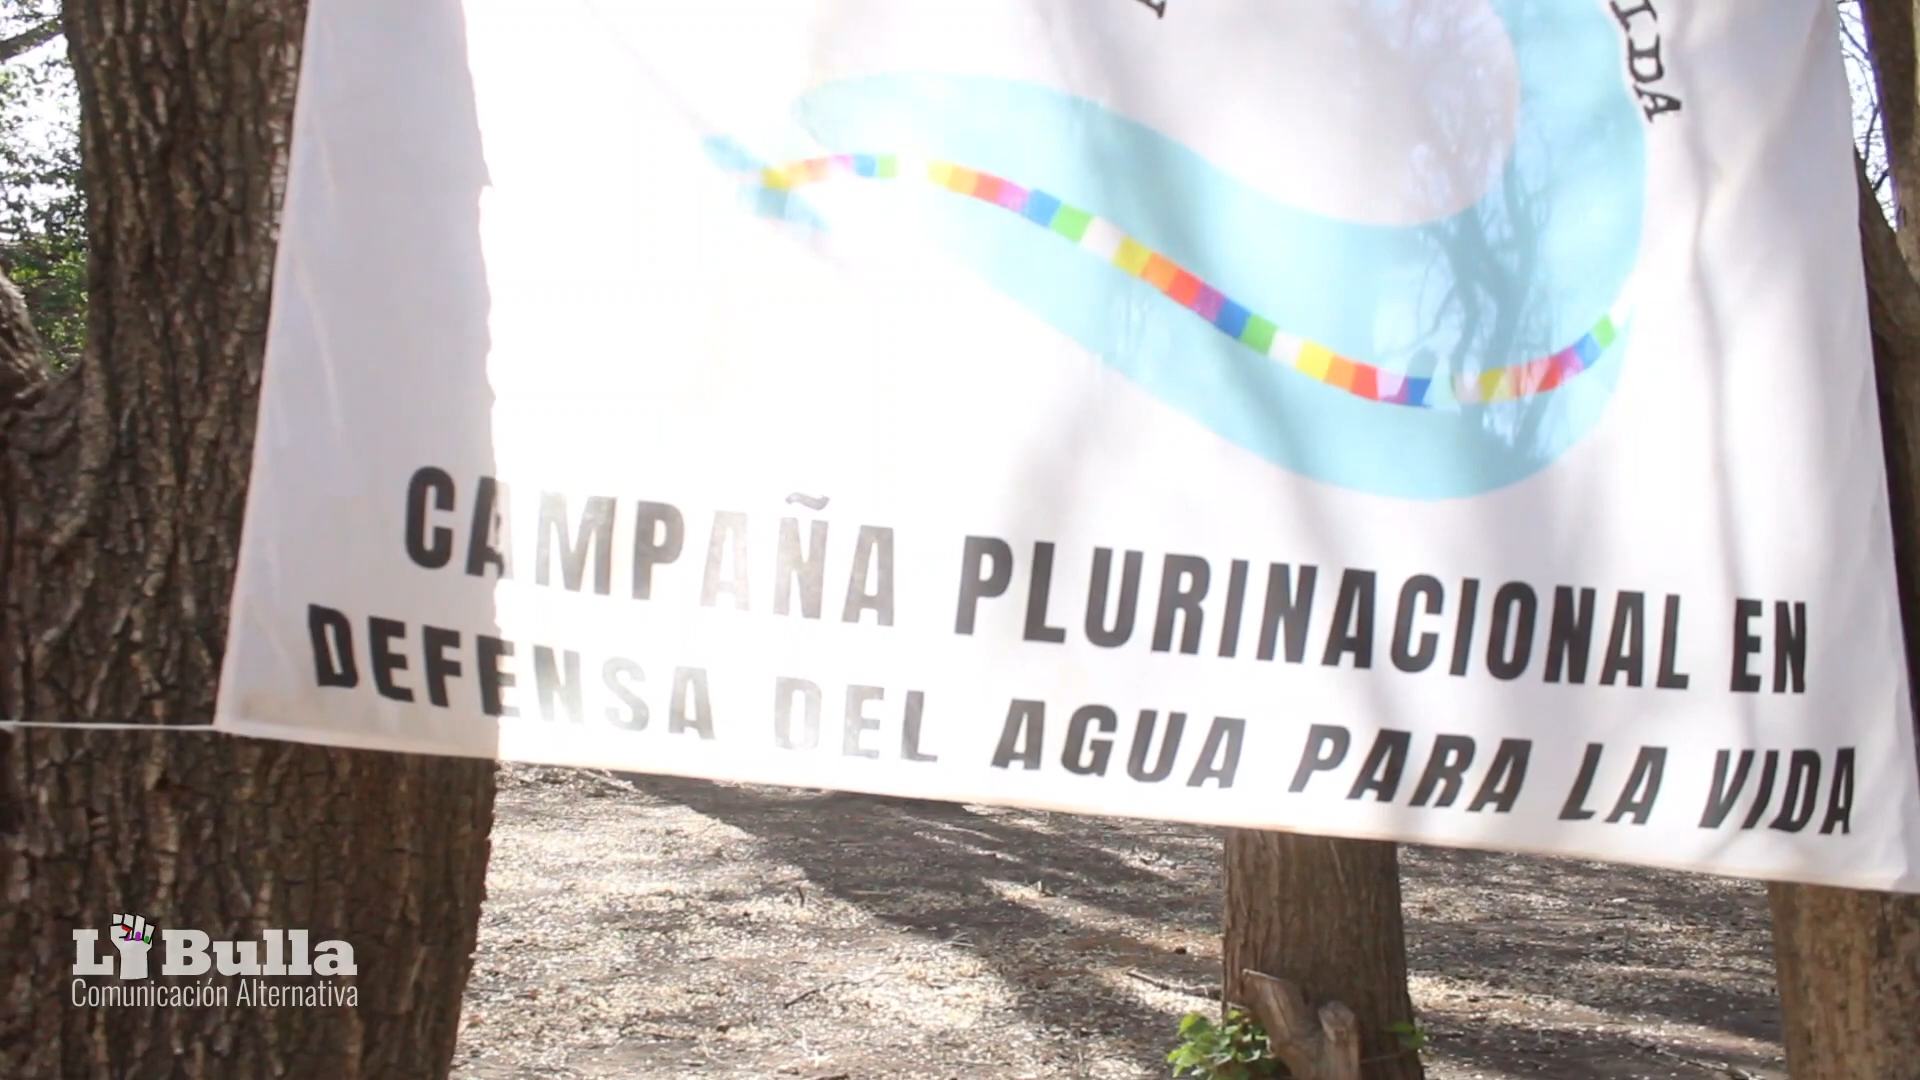 CAMPAÑA PLURINACIONAL EN
DEFENSA DEL AGUA PARA LA VIDA
La Bulla
Comunicación Alternativa